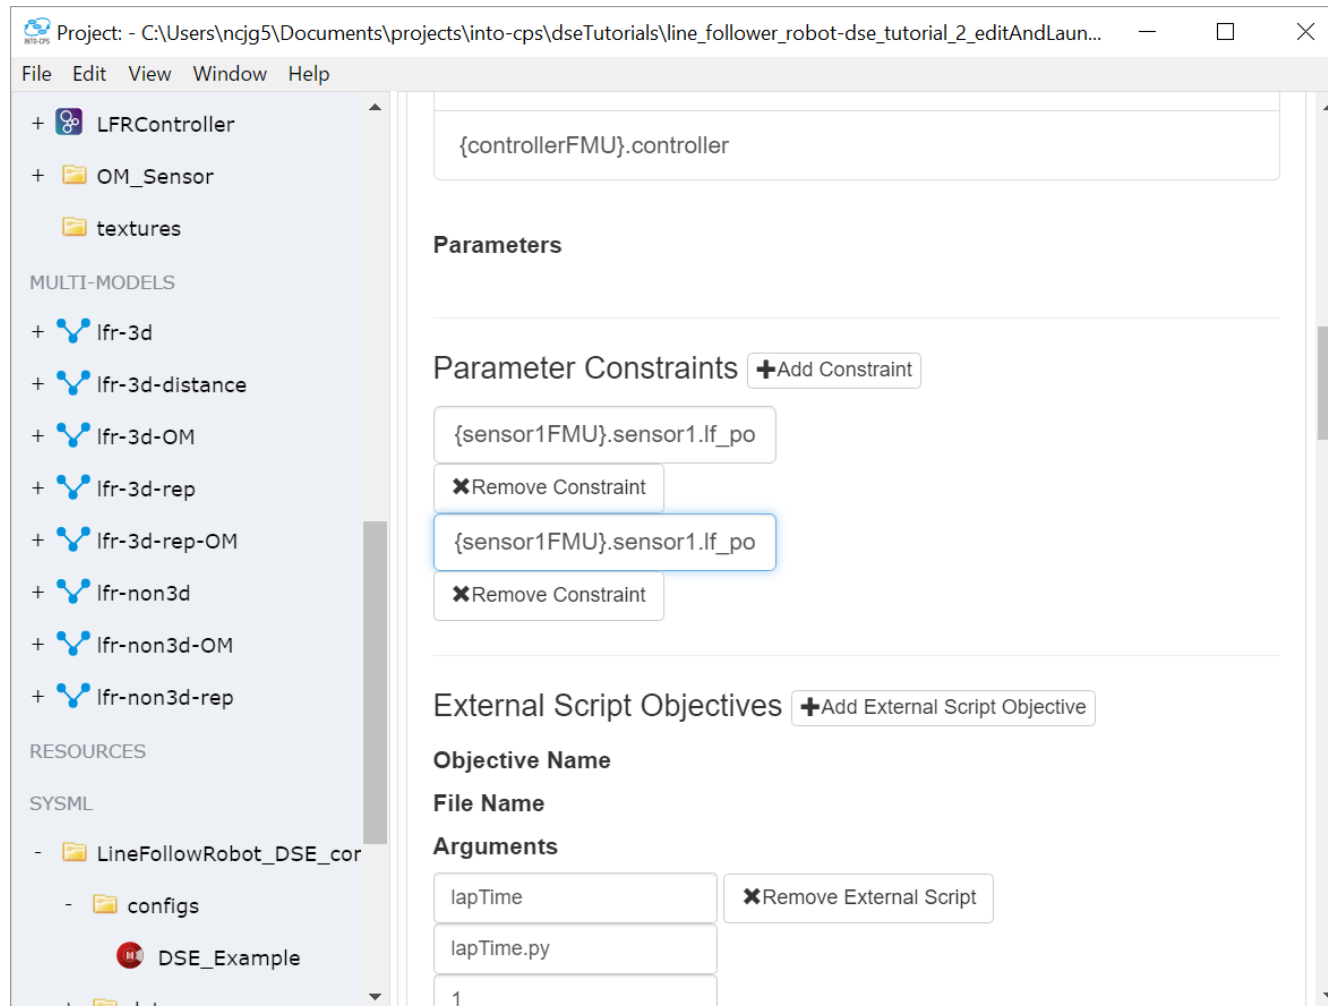 Project: - C:\Users\ncjg5\Documents\projects\into-cps\dseTutorials\line_follower_robot-dse_tutorial_2_editAndLaun...
INTO-CPS
File Edit View Window Help
+ LFRController
+ OM_Sensor
textures
MULTI-MODELS
+ lfr-3d
+ lfr-3d-distance
+ lfr-3d-OM
+ lfr-3d-rep
+ lfr-3d-rep-OM
+ lfr-non3d
+ lfr-non3d-OM
+ lfr-non3d-rep
RESOURCES
SYSML
- LineFollowRobot_DSE_cor
- configs
DSE_Example
{controllerFMU}.controller
Parameters
Parameter Constraints +Add Constraint
{sensor1FMU}.sensor1.lf_po
✖Remove Constraint
{sensor1FMU}.sensor1.lf_po
✖Remove Constraint
External Script Objectives +Add External Script Objective
Objective Name
File Name
Arguments
lapTime ✖Remove External Script
lapTime.py
1